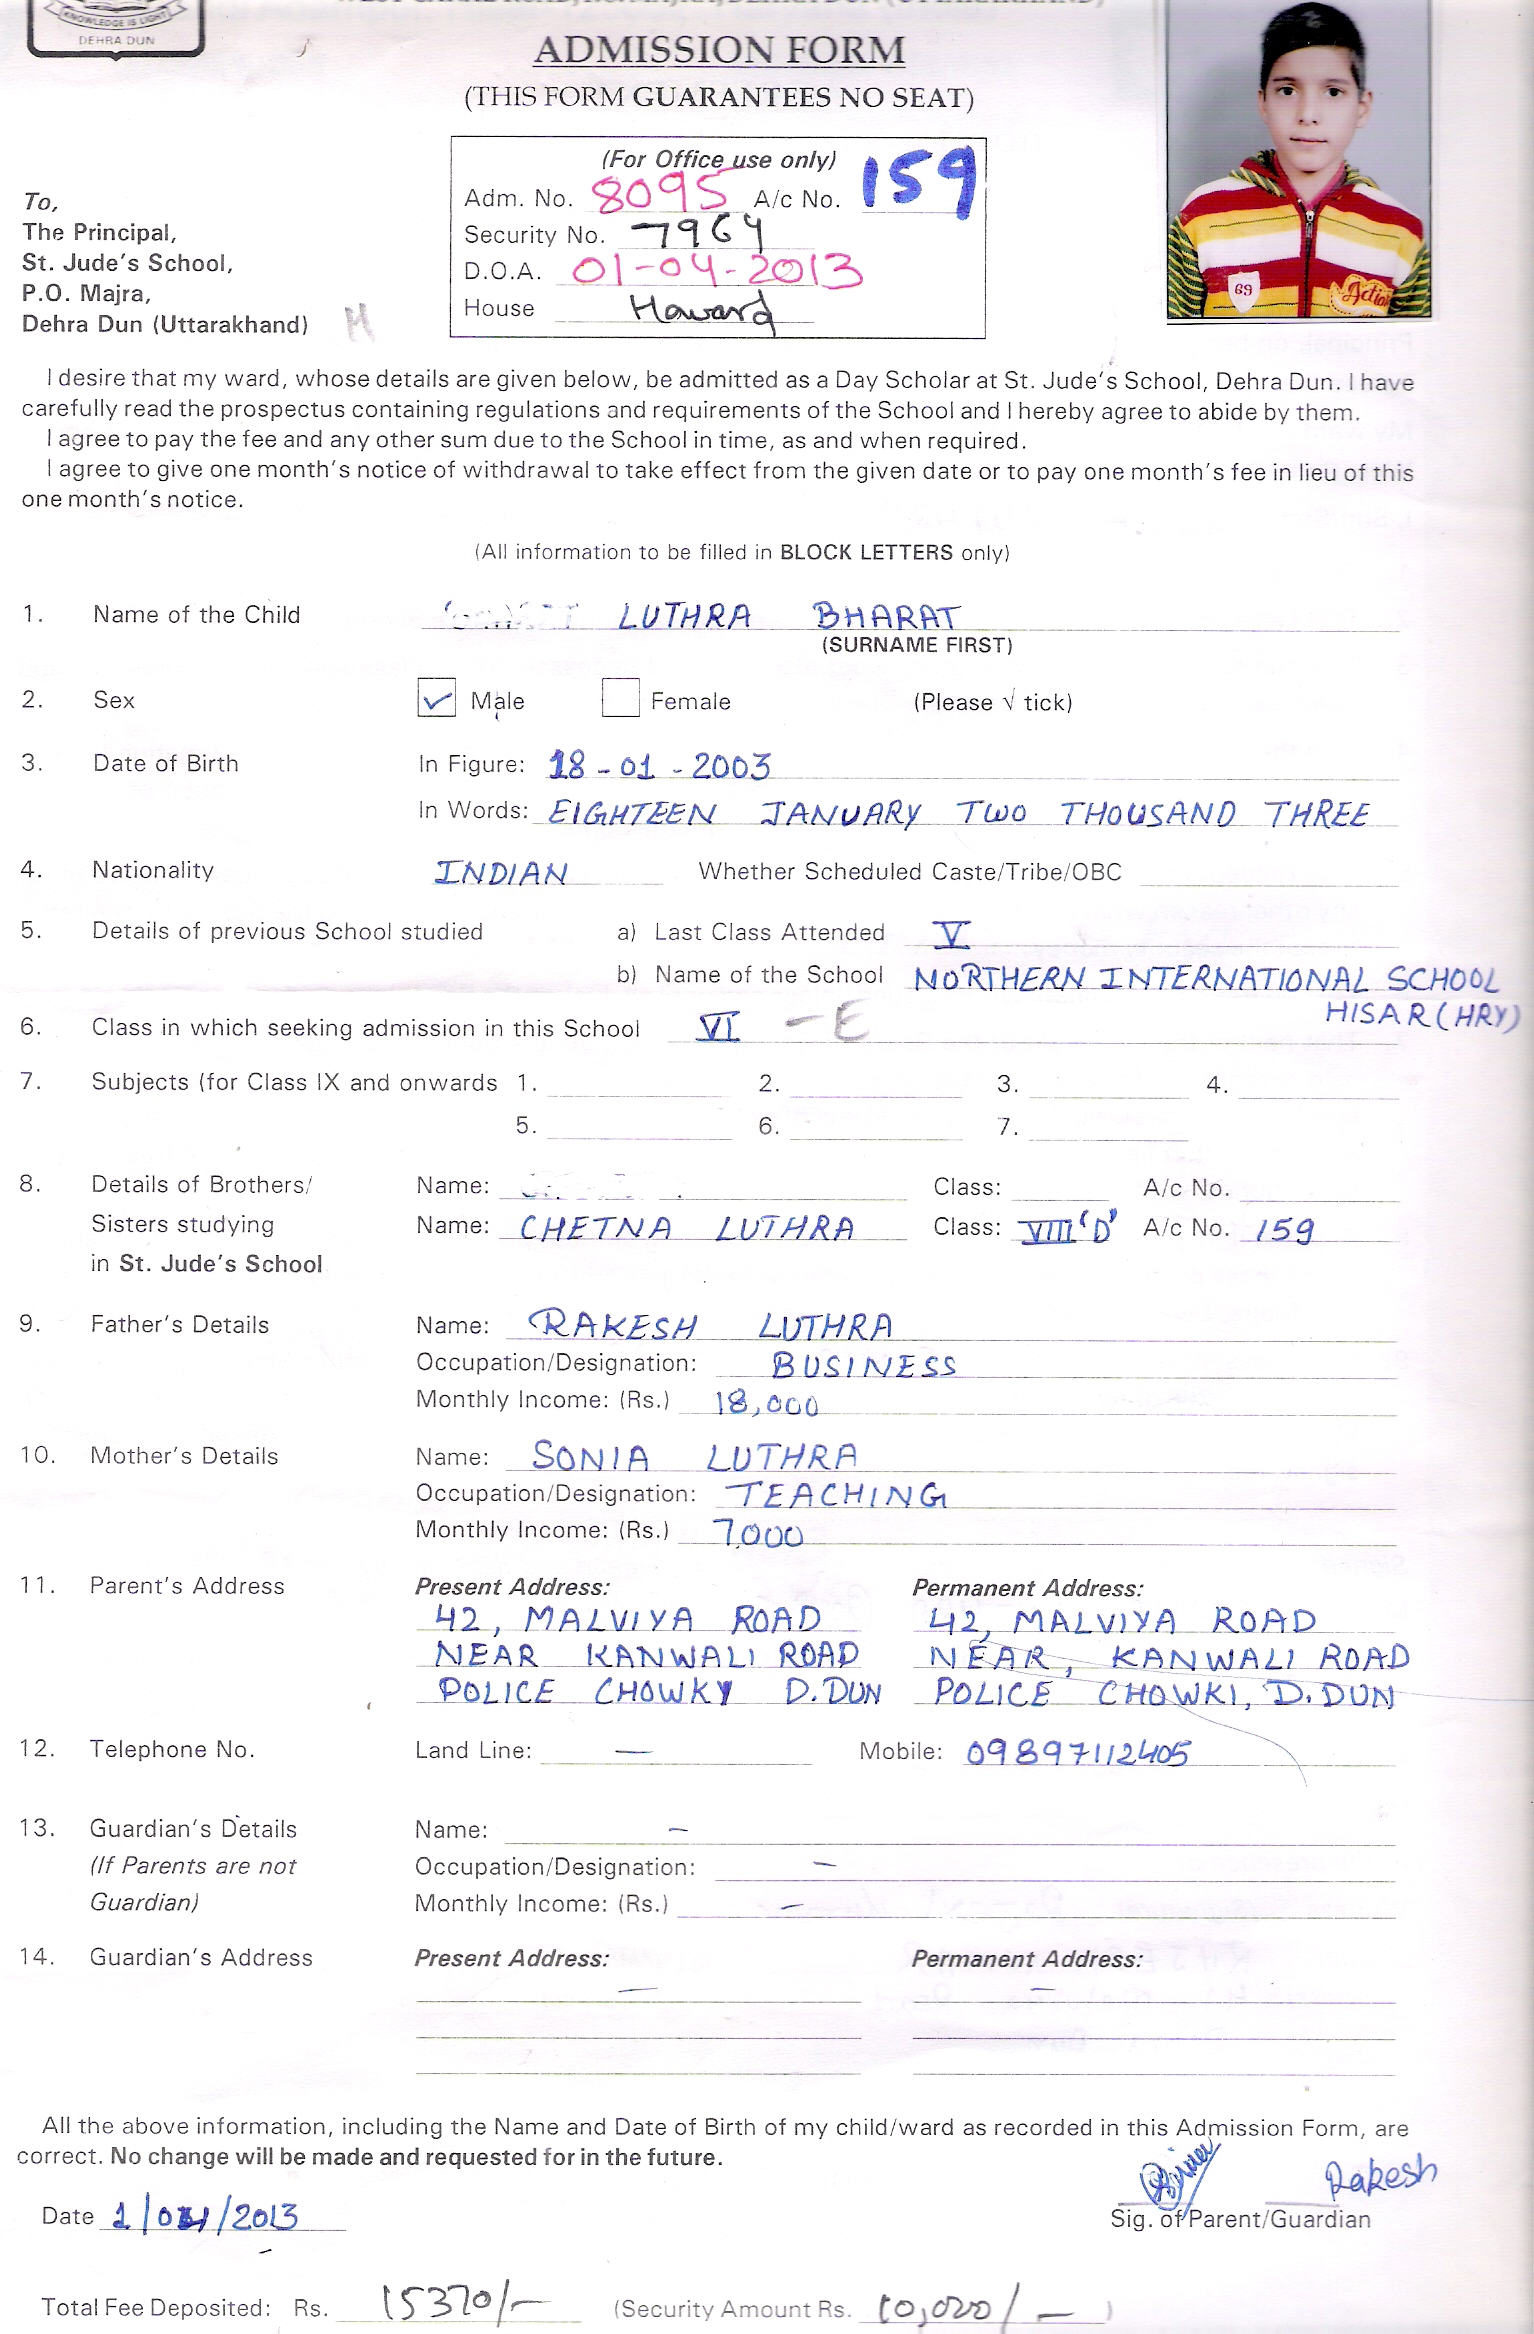 KNOWLEDGE IS LIGHT
DEHRA DUN
ADMISSION FORM
(THIS FORM GUARANTEES NO SEAT)
(For Office use only)
Adm. No. 8095 A/c No. 159
Security No. 7964
D.O.A. 01-04-2013
House Howard
To,
The Principal,
St. Jude's School,
P.O. Majra,
Dehra Dun (Uttarakhand) H
69
Action
I desire that my ward, whose details are given below, be admitted as a Day Scholar at St. Jude's School, Dehra Dun. I have
carefully read the prospectus containing regulations and requirements of the School and I hereby agree to abide by them.
I agree to pay the fee and any other sum due to the School in time, as and when required.
I agree to give one month's notice of withdrawal to take effect from the given date or to pay one month's fee in lieu of this
one month's notice.
(All information to be filled in BLOCK LETTERS only)
1. Name of the Child LUTHRA BHARAT
(SURNAME FIRST)
2. Sex ✓ Male Female (Please √ tick)
3. Date of Birth In Figure: 18-01-2003
In Words: EIGHTEEN JANUARY TWO THOUSAND THREE
4. Nationality INDIAN Whether Scheduled Caste/Tribe/OBC
5. Details of previous School studied a) Last Class Attended V
b) Name of the School NORTHERN INTERNATIONAL SCHOOL
HISAR (HRY)
6. Class in which seeking admission in this School VI - E
7. Subjects (for Class IX and onwards 1. 2. 3. 4.
5. 6. 7.
8. Details of Brothers/ Name: Class: A/c No.
Sisters studying Name: CHETNA LUTHRA Class: VIII 'D' A/c No. 159
in St. Jude's School
9. Father's Details Name: RAKESH LUTHRA
Occupation/Designation: BUSINESS
Monthly Income: (Rs.) 18,000
10. Mother's Details Name: SONIA LUTHRA
Occupation/Designation: TEACHING
Monthly Income: (Rs.) 7,000
11. Parent's Address Present Address: Permanent Address:
42, MALVIYA ROAD 42, MALVIYA ROAD
NEAR KANWALI ROAD NEAR, KANWALI ROAD
POLICE CHOWKY D.DUN POLICE CHOWKI, D.DUN
12. Telephone No. Land Line: — Mobile: 09897112405
13. Guardian's Details Name: —
(If Parents are not Occupation/Designation: —
Guardian) Monthly Income: (Rs.) —
14. Guardian's Address Present Address: Permanent Address:
— —
All the above information, including the Name and Date of Birth of my child/ward as recorded in this Admission Form, are
correct. No change will be made and requested for in the future.
Rakesh
Date 1/04/2013 Sig. of Parent/Guardian
Total Fee Deposited: Rs. 15370/- (Security Amount Rs. 10,000/-)